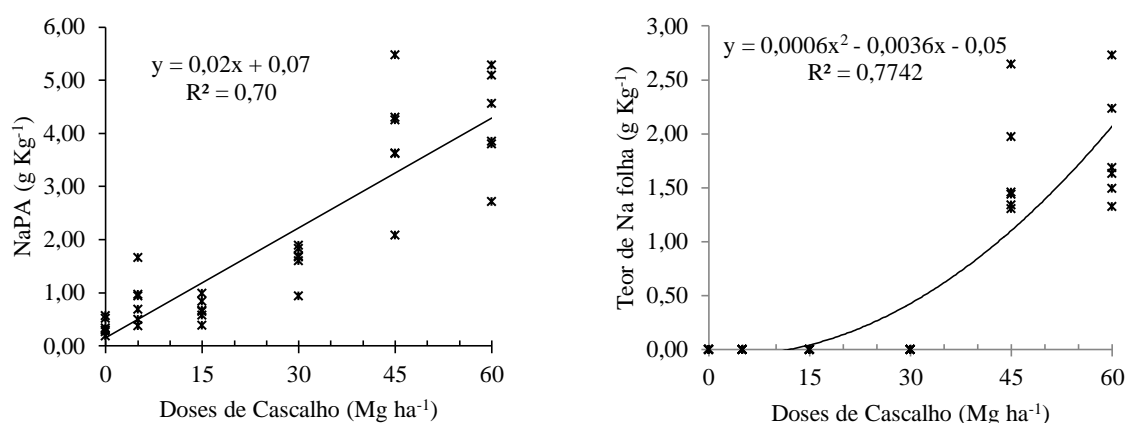 6,00
5,00
4,00
3,00
2,00
1,00
0,00
NaPA (g Kg⁻¹)
y = 0,02x + 0,07
R² = 0,70
0 15 30 45 60
Doses de Cascalho (Mg ha⁻¹)
3,00
2,50
2,00
1,50
1,00
0,50
0,00
Teor de Na folha (g Kg⁻¹)
y = 0,0006x² - 0,0036x - 0,05
R² = 0,7742
0 15 30 45 60
Doses de Cascalho (Mg ha⁻¹)